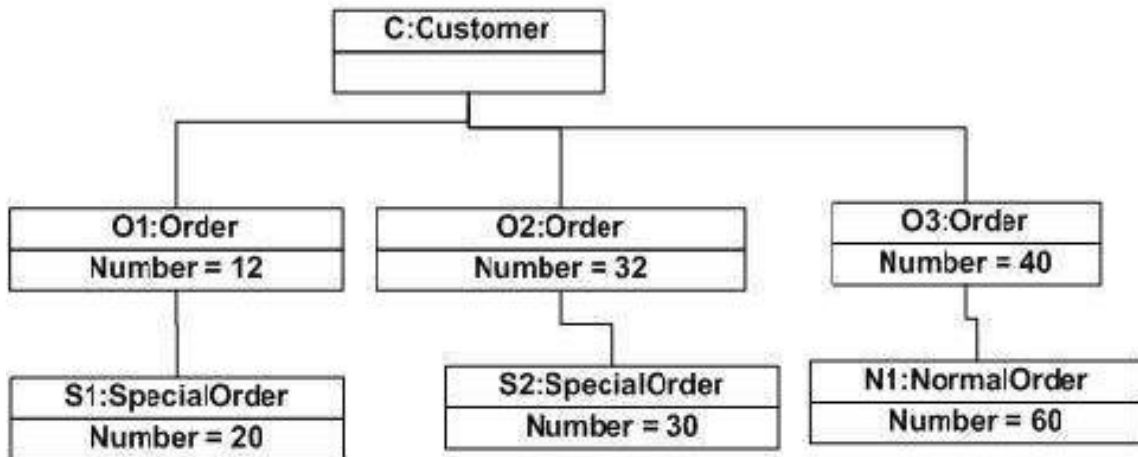 C:Customer
O1:Order
Number = 12
O2:Order
Number = 32
O3:Order
Number = 40
S1:SpecialOrder
Number = 20
S2:SpecialOrder
Number = 30
N1:NormalOrder
Number = 60